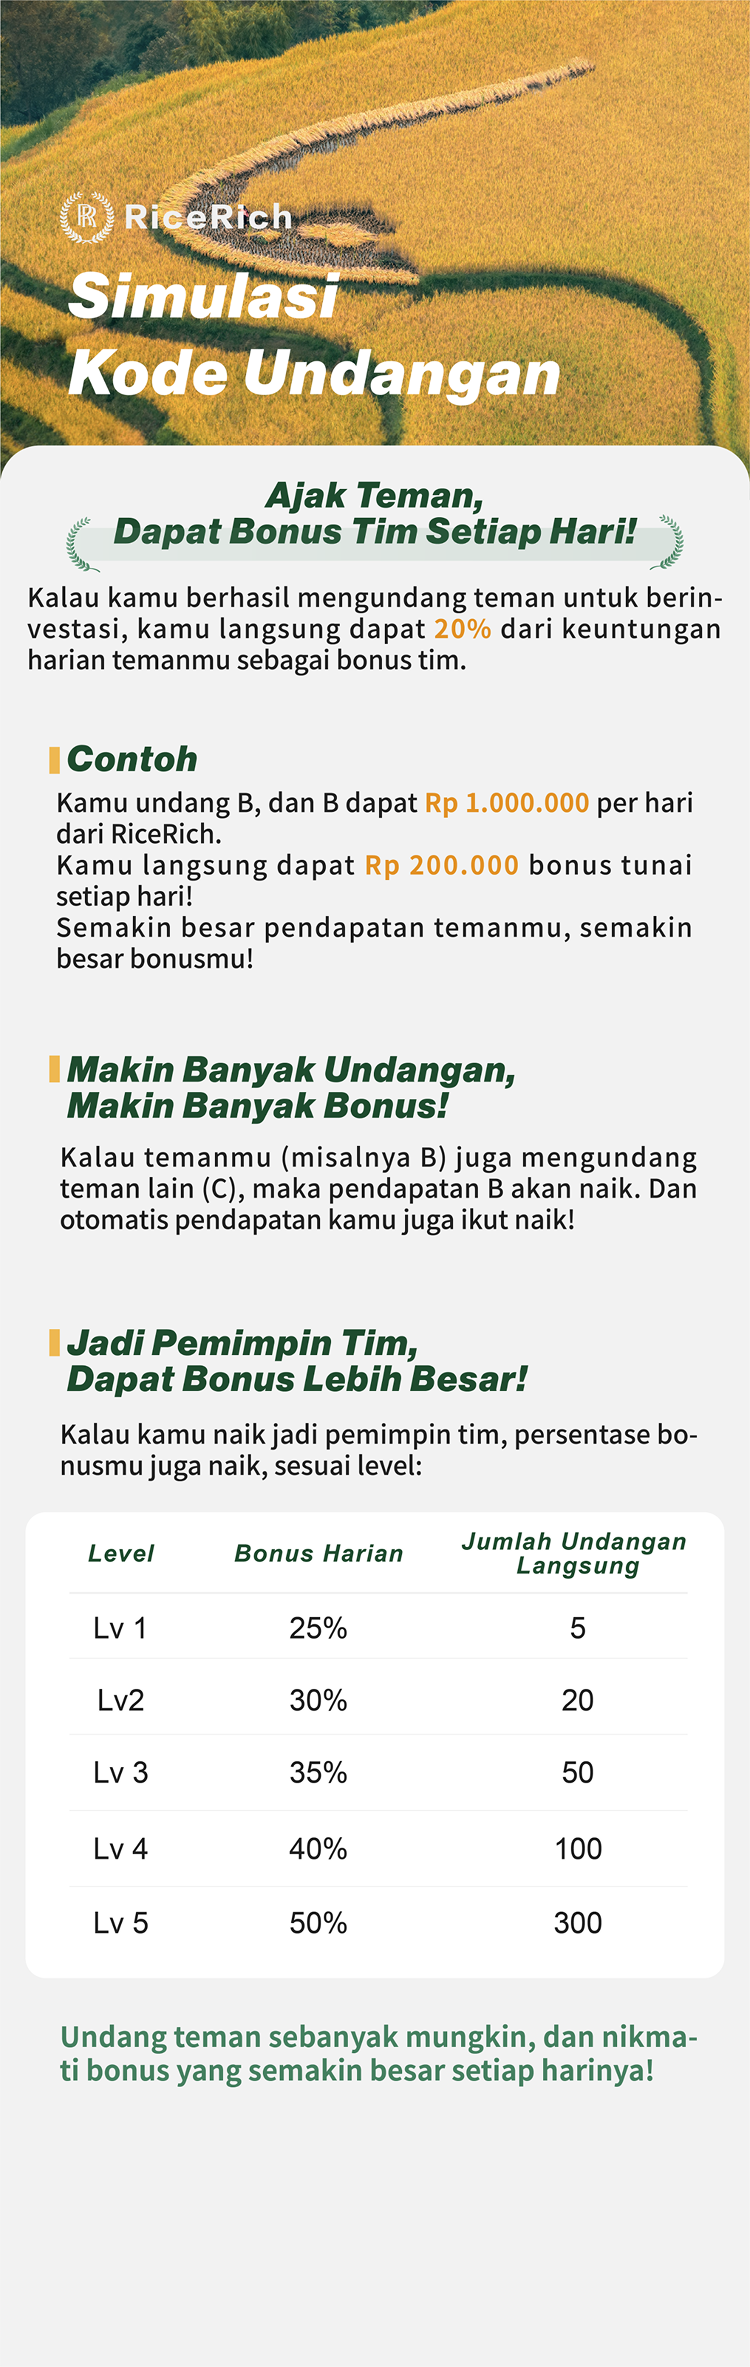 RR RiceRich
Simulasi
Kode Undangan
Ajak Teman,
Dapat Bonus Tim Setiap Hari!
Kalau kamu berhasil mengundang teman untuk berin-
vestasi, kamu langsung dapat 20% dari keuntungan
harian temanmu sebagai bonus tim.
Contoh
Kamu undang B, dan B dapat Rp 1.000.000 per hari
dari RiceRich.
Kamu langsung dapat Rp 200.000 bonus tunai
setiap hari!
Semakin besar pendapatan temanmu, semakin
besar bonusmu!
Makin Banyak Undangan,
Makin Banyak Bonus!
Kalau temanmu (misalnya B) juga mengundang
teman lain (C), maka pendapatan B akan naik. Dan
otomatis pendapatan kamu juga ikut naik!
Jadi Pemimpin Tim,
Dapat Bonus Lebih Besar!
Kalau kamu naik jadi pemimpin tim, persentase bo-
nusmu juga naik, sesuai level:
Level Bonus Harian Jumlah Undangan
Langsung
Lv 1 25% 5
Lv2 30% 20
Lv 3 35% 50
Lv 4 40% 100
Lv 5 50% 300
Undang teman sebanyak mungkin, dan nikma-
ti bonus yang semakin besar setiap harinya!